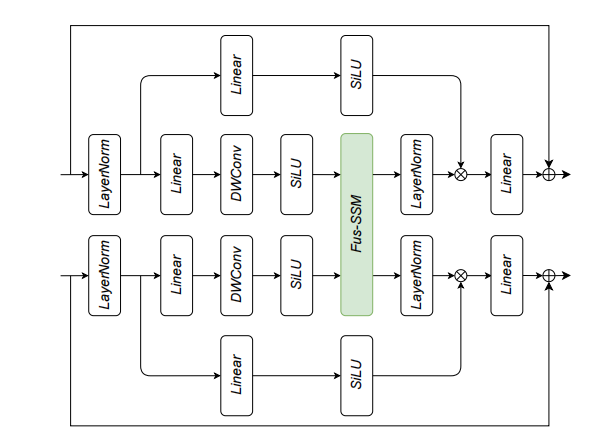 Linear
SiLU
LayerNorm
Linear
DWConv
SiLU
Fus-SSM
LayerNorm
Linear
LayerNorm
Linear
DWConv
SiLU
LayerNorm
Linear
Linear
SiLU